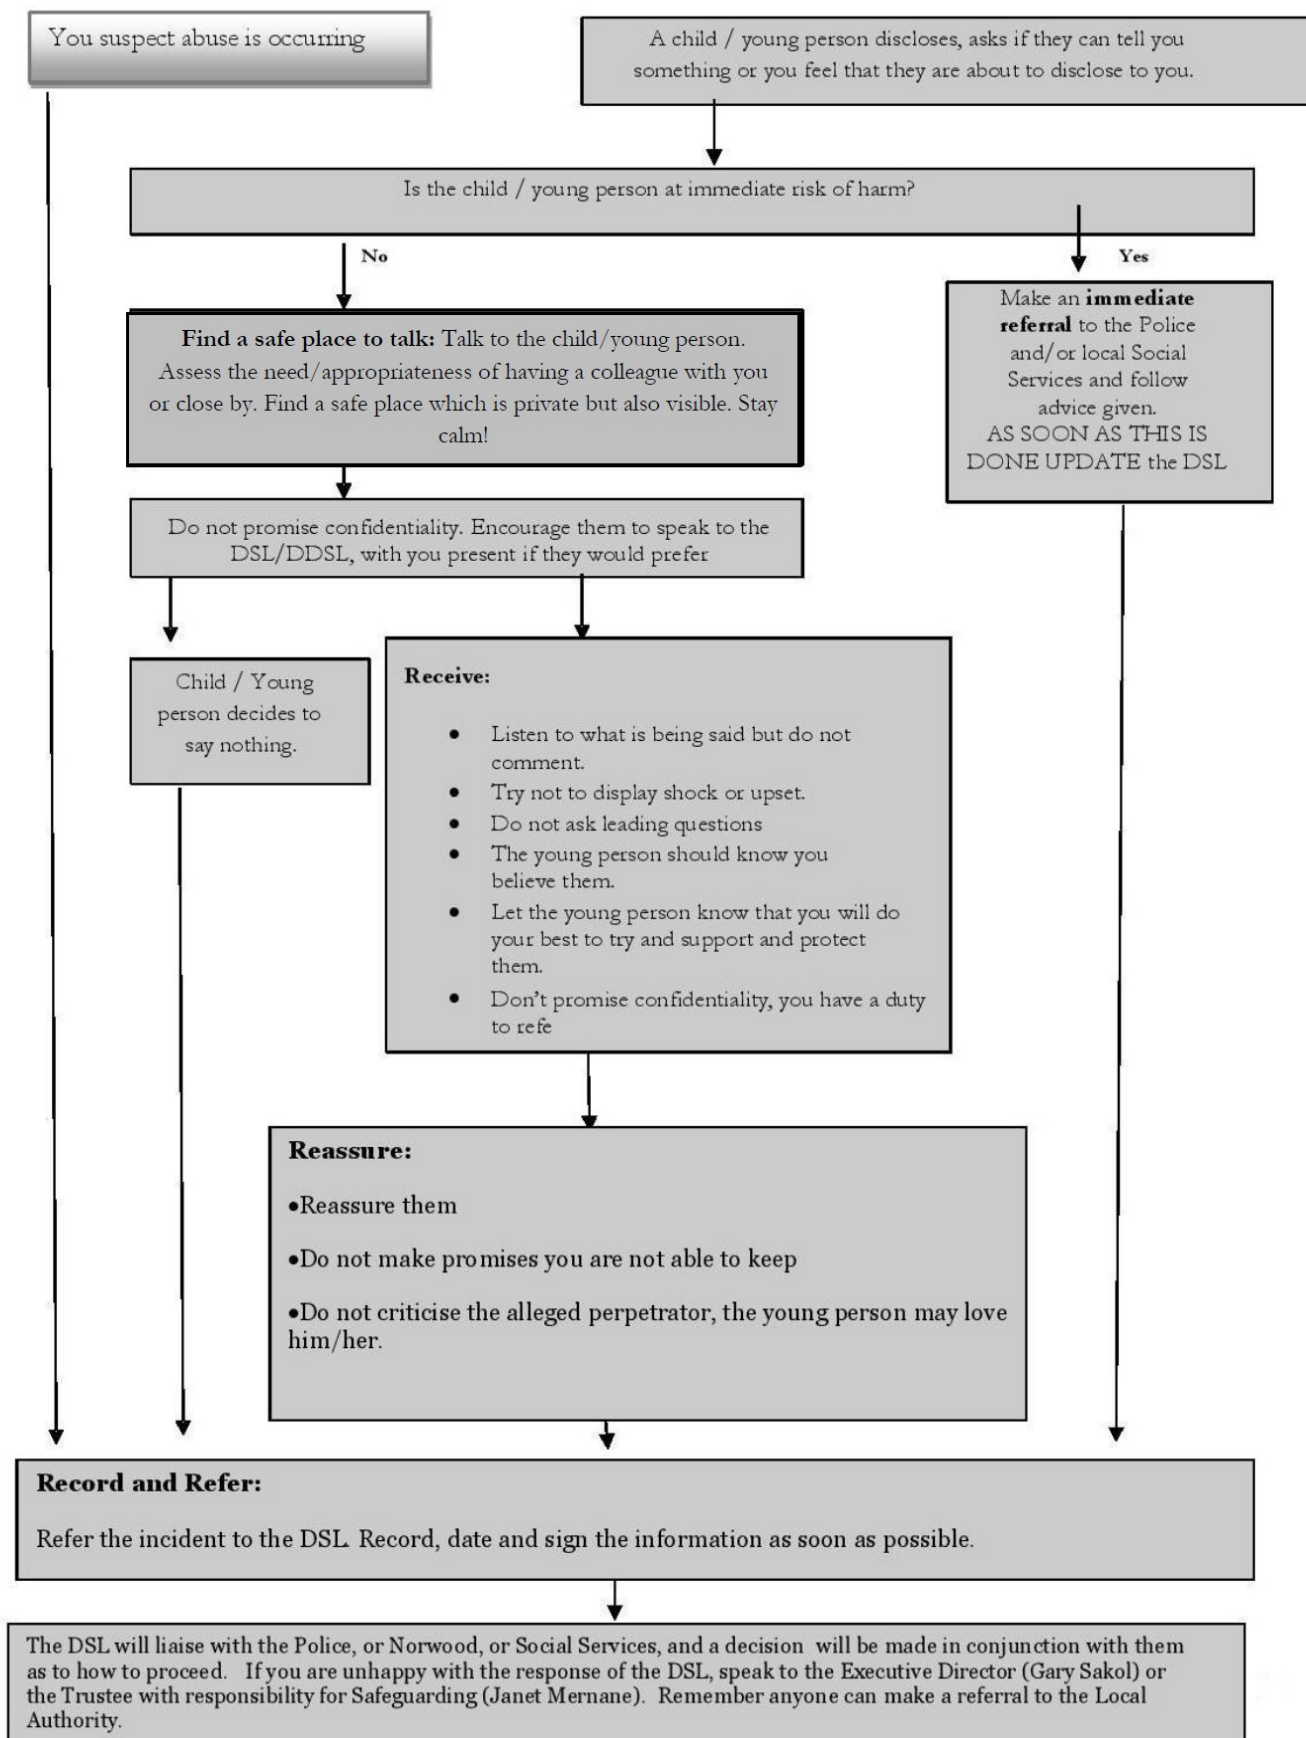 You suspect abuse is occurring
A child / young person discloses, asks if they can tell you
something or you feel that they are about to disclose to you.
Is the child / young person at immediate risk of harm?
No
Yes
Find a safe place to talk: Talk to the child/young person.
Assess the need/appropriateness of having a colleague with you
or close by. Find a safe place which is private but also visible. Stay
calm!
Make an immediate
referral to the Police
and/or local Social
Services and follow
advice given.
AS SOON AS THIS IS
DONE UPDATE the DSL
Do not promise confidentiality. Encourage them to speak to the
DSL/DDSL, with you present if they would prefer
Child / Young
person decides to
say nothing.
Receive:
• Listen to what is being said but do not
comment.
• Try not to display shock or upset.
• Do not ask leading questions
• The young person should know you
believe them.
• Let the young person know that you will do
your best to try and support and protect
them.
• Don't promise confidentiality, you have a duty
to refe
Reassure:
•Reassure them
•Do not make promises you are not able to keep
•Do not criticise the alleged perpetrator, the young person may love
him/her.
Record and Refer:
Refer the incident to the DSL. Record, date and sign the information as soon as possible.
The DSL will liaise with the Police, or Norwood, or Social Services, and a decision will be made in conjunction with them
as to how to proceed. If you are unhappy with the response of the DSL, speak to the Executive Director (Gary Sakol) or
the Trustee with responsibility for Safeguarding (Janet Mernane). Remember anyone can make a referral to the Local
Authority.